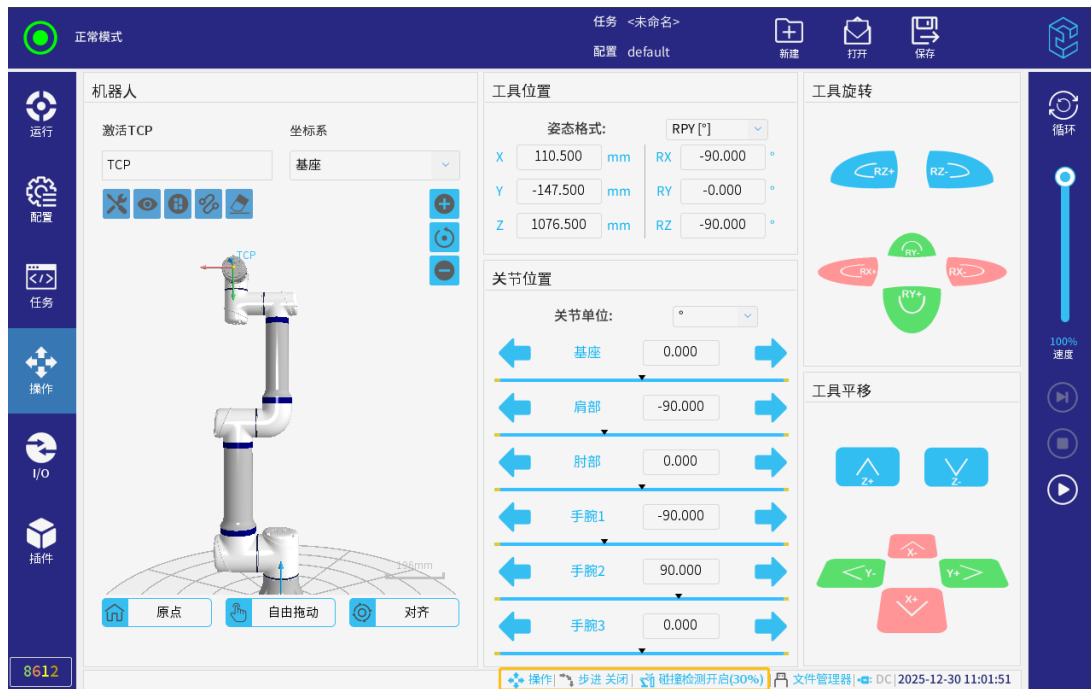 正常模式
任务 <未命名>
配置 default
新建
打开
保存
运行
配置
任务
操作
I/O
插件
8612
机器人
激活TCP
坐标系
TCP
基座
TCP
196mm
原点
自由拖动
对齐
工具位置
姿态格式: RPY [°]
X 110.500 mm RX -90.000 °
Y -147.500 mm RY -0.000 °
Z 1076.500 mm RZ -90.000 °
关节位置
关节单位: °
基座 0.000
肩部 -90.000
肘部 0.000
手腕1 -90.000
手腕2 90.000
手腕3 0.000
工具旋转
RZ+ RZ-
RY-
RX+ RX-
RY+
工具平移
Z+ Z-
X-
Y- Y+
X+
循环
100%
速度
操作| 步进 关闭| 碰撞检测开启(30%) 文件管理器| DC |2025-12-30 11:01:51